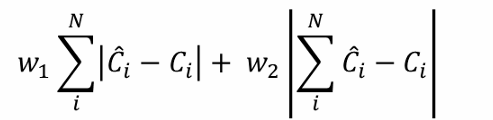 w₁ ∑ᵢᴺ |Ĉᵢ − Cᵢ| + w₂ |∑ᵢᴺ Ĉᵢ − Cᵢ|